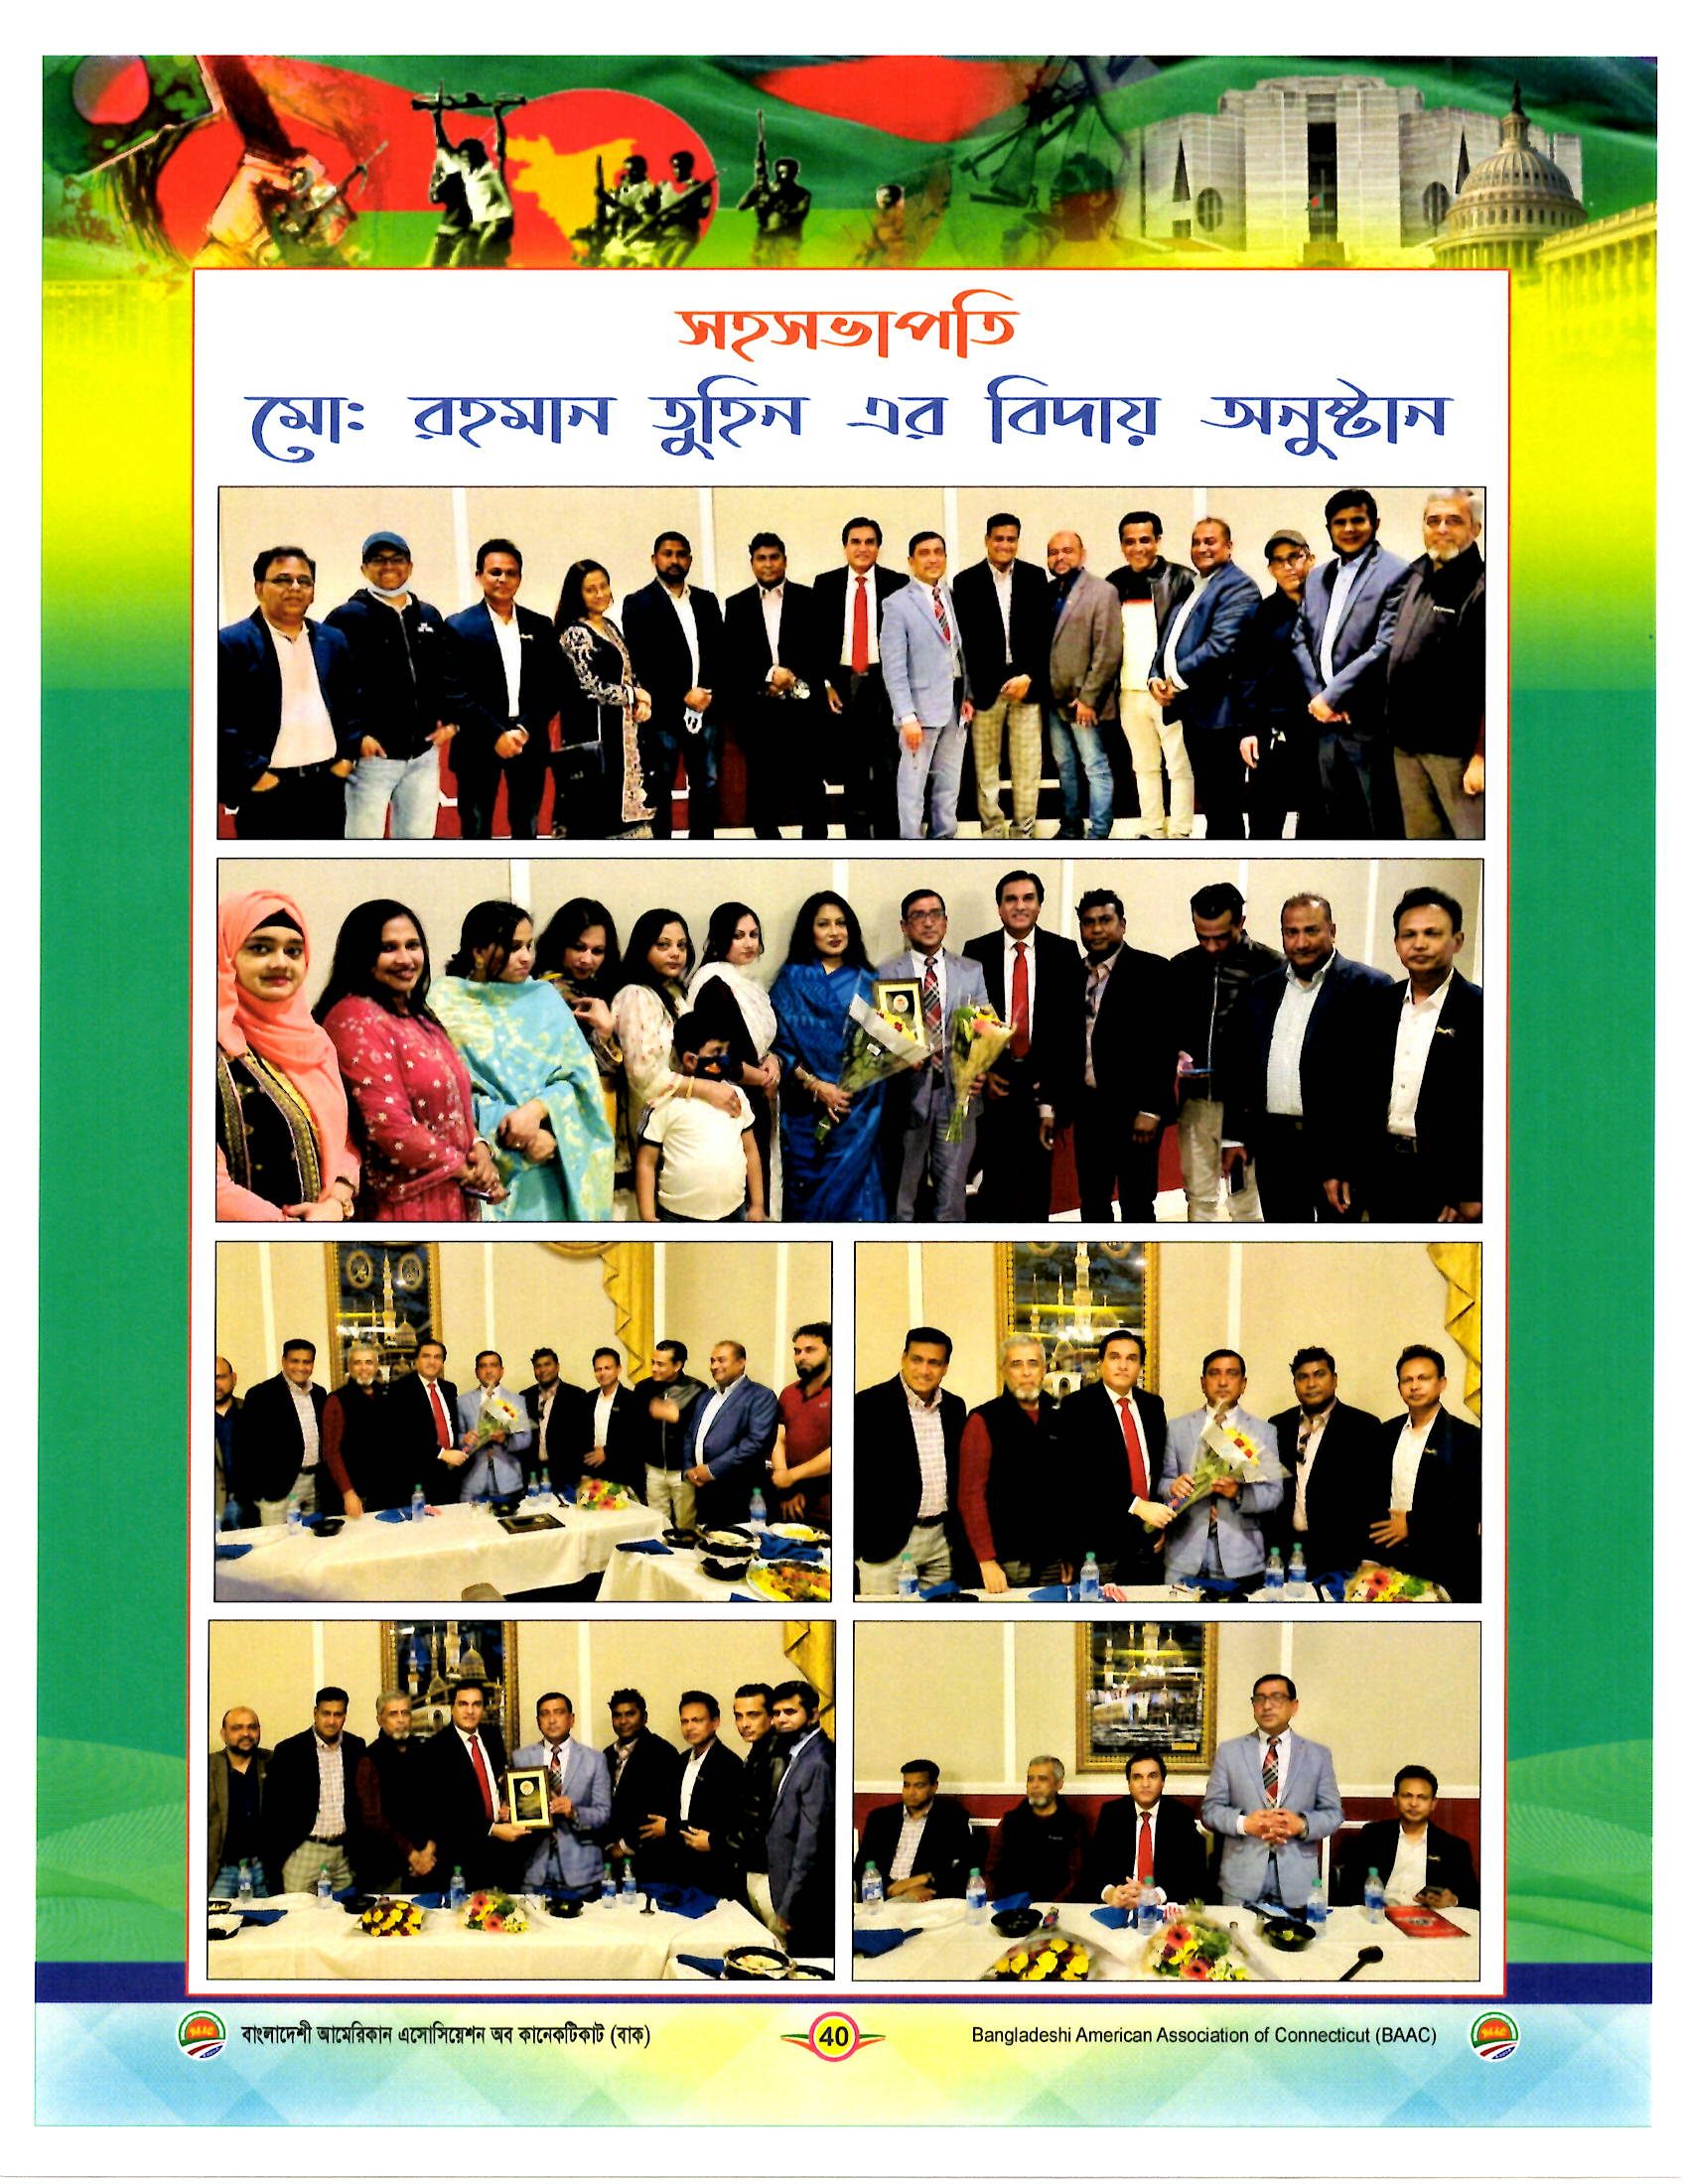 সহসভাপতি
মো: রহমান তুহিন এর বিদায় অনুষ্টান
বাংলাদেশী আমেরিকান এসোসিয়েশন অব কানেকটিকাট (বাক)
40
Bangladeshi American Association of Connecticut (BAAC)